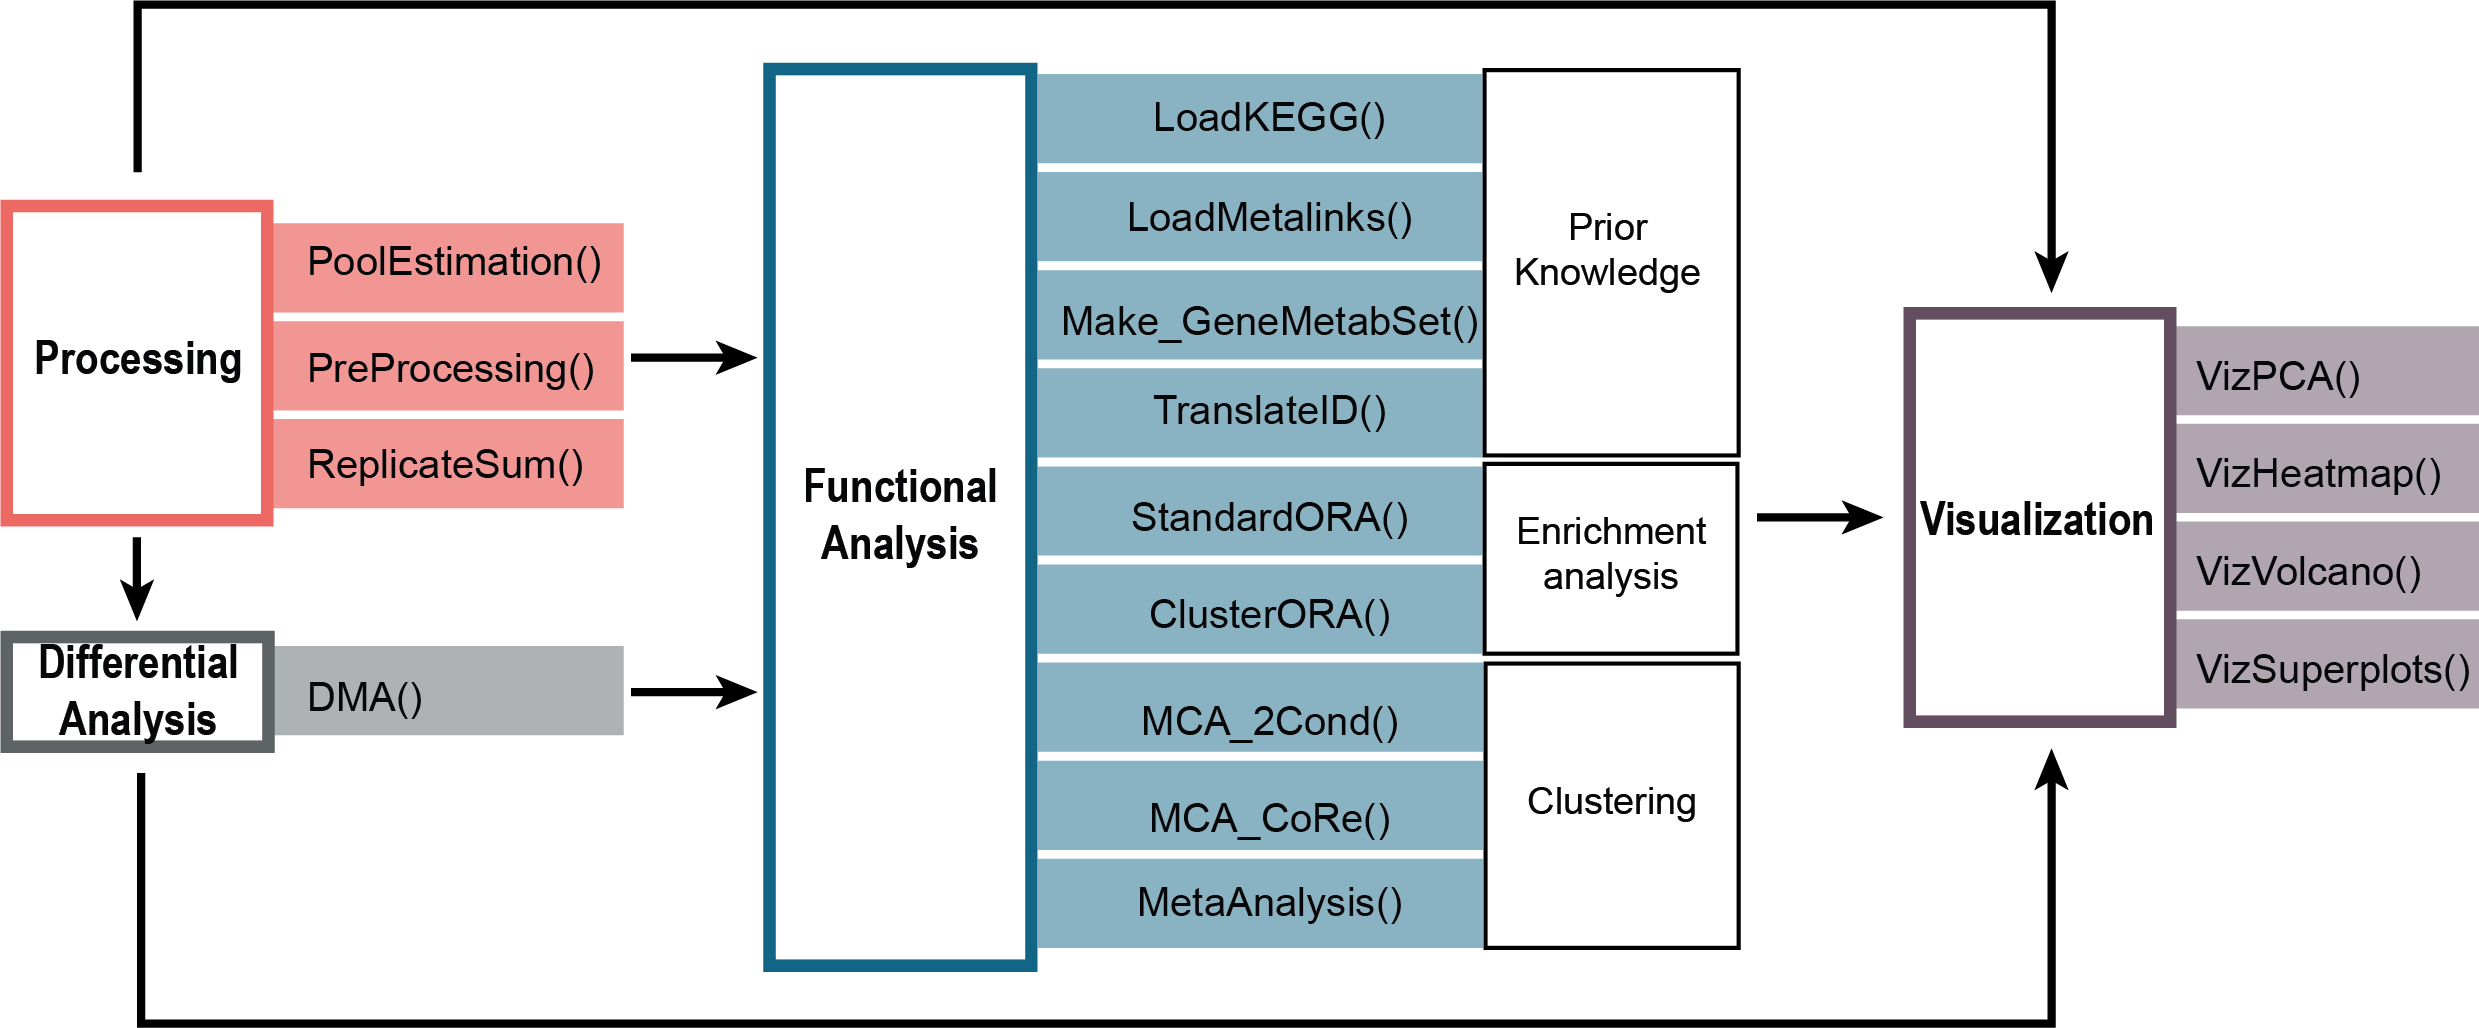 Processing
PoolEstimation()
PreProcessing()
ReplicateSum()
Differential
Analysis
DMA()
Functional
Analysis
LoadKEGG()
LoadMetalinks()
Make_GeneMetabSet()
TranslateID()
StandardORA()
ClusterORA()
MCA_2Cond()
MCA_CoRe()
MetaAnalysis()
Prior
Knowledge
Enrichment
analysis
Clustering
Visualization
VizPCA()
VizHeatmap()
VizVolcano()
VizSuperplots()